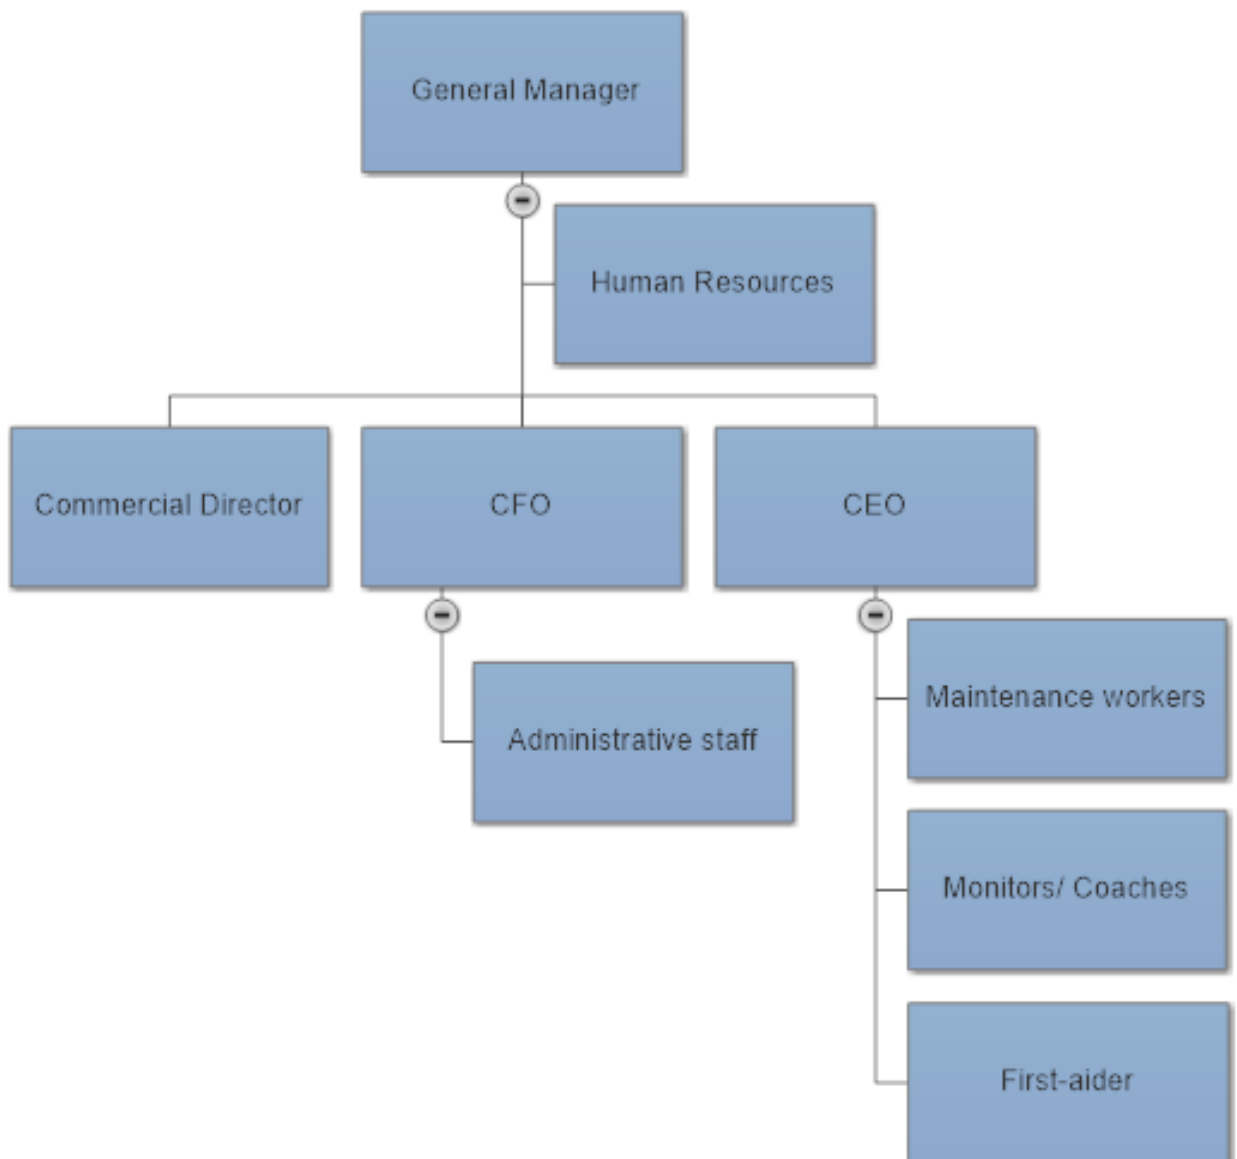 General Manager
Human Resources
Commercial Director
CFO
CEO
Administrative staff
Maintenance workers
Monitors/ Coaches
First-aider